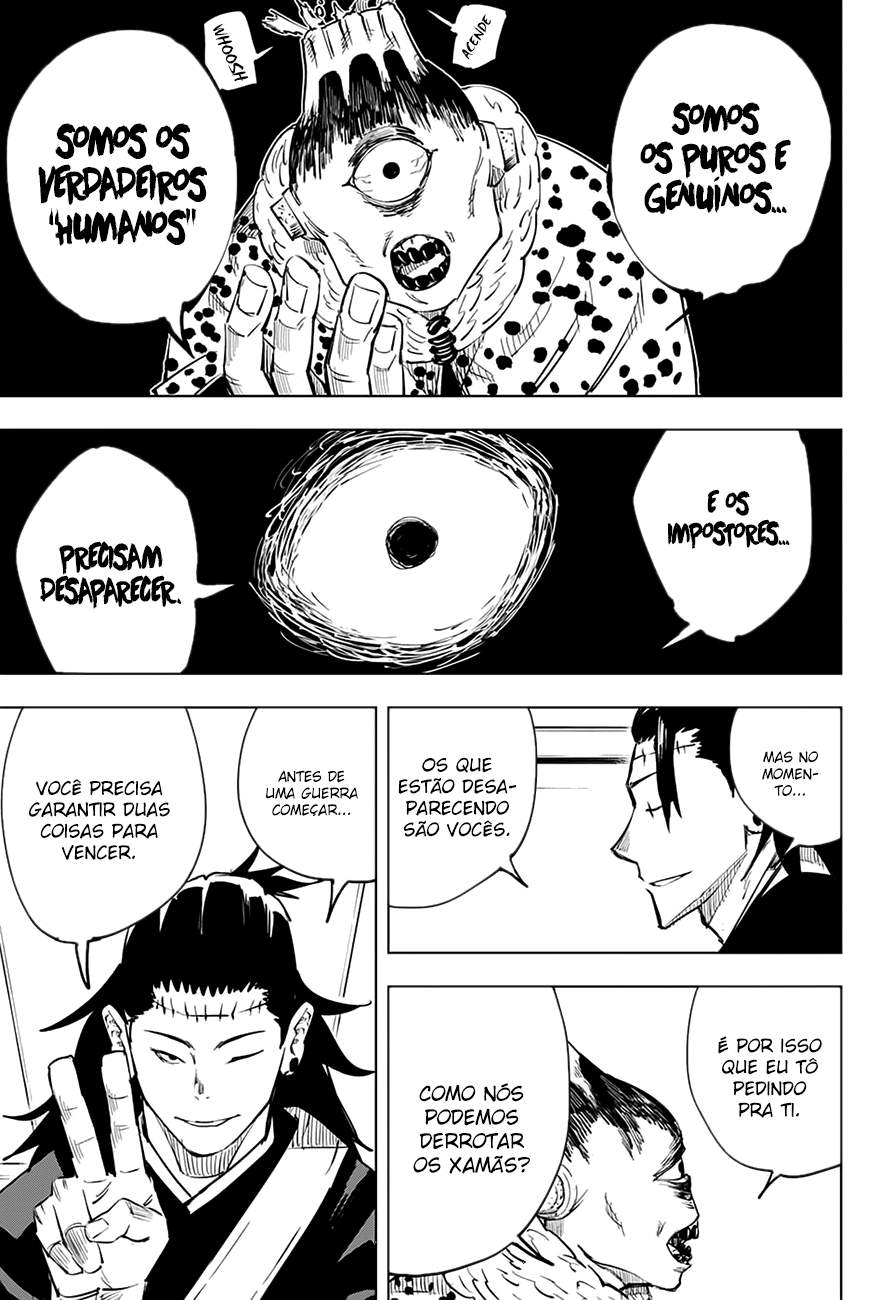 ACENDE
WHOOSH
SOMOS
OS PUROS E
GENUÍNOS...
SOMOS OS
VERDADEIROS
"HUMANOS"
E OS
IMPOSTORES...
PRECISAM
DESAPARECER.
MAS NO
MOMEN-
TO...
OS QUE
ESTÃO DESA-
PARECENDO
SÃO VOCÊS.
É POR ISSO
QUE EU TÔ
PEDINDO
PRA TI.
COMO NÓS
PODEMOS
DERROTAR
OS XAMÃS?
ANTES DE
UMA GUERRA
COMEÇAR...
VOCÊ PRECISA
GARANTIR DUAS
COISAS PARA
VENCER.